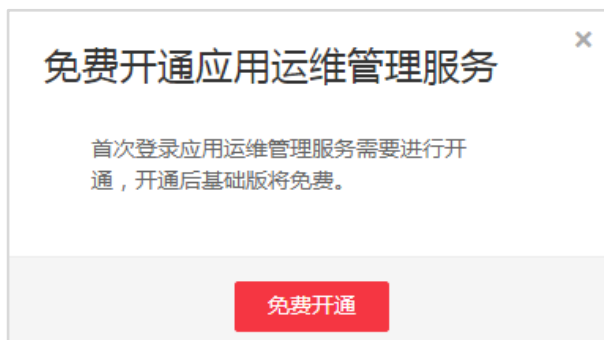 免费开通应用运维管理服务
首次登录应用运维管理服务需要进行开
通，开通后基础版将免费。
免费开通